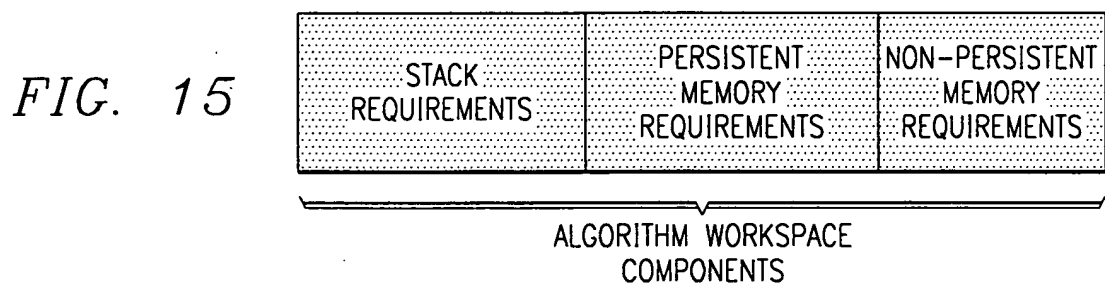 FIG. 15
STACK
REQUIREMENTS
PERSISTENT
MEMORY
REQUIREMENTS
NON-PERSISTENT
MEMORY
REQUIREMENTS
ALGORITHM WORKSPACE
COMPONENTS